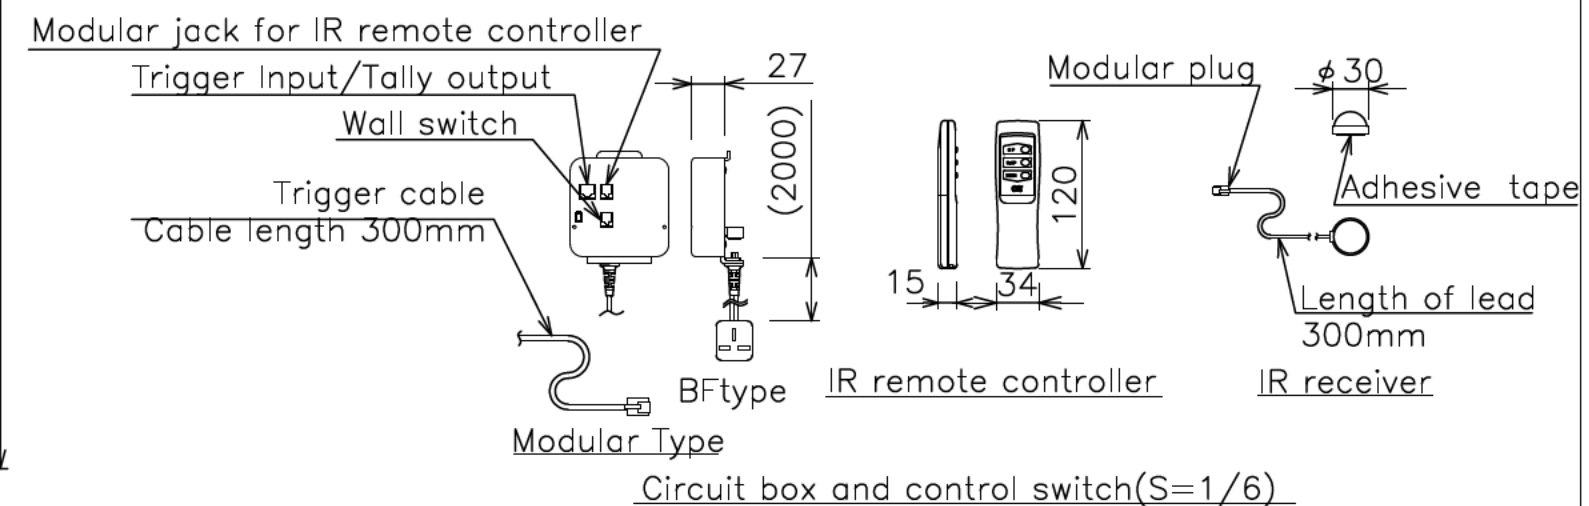 Modular jack for IR remote controller
Trigger Input/Tally output
Wall switch
Trigger cable
Cable length 300mm
27
(2000)
BFtype
Modular Type
120
15
34
IR remote controller
Modular plug
φ30
Adhesive tape
Length of lead
300mm
IR receiver
Circuit box and control switch(S=1/6)